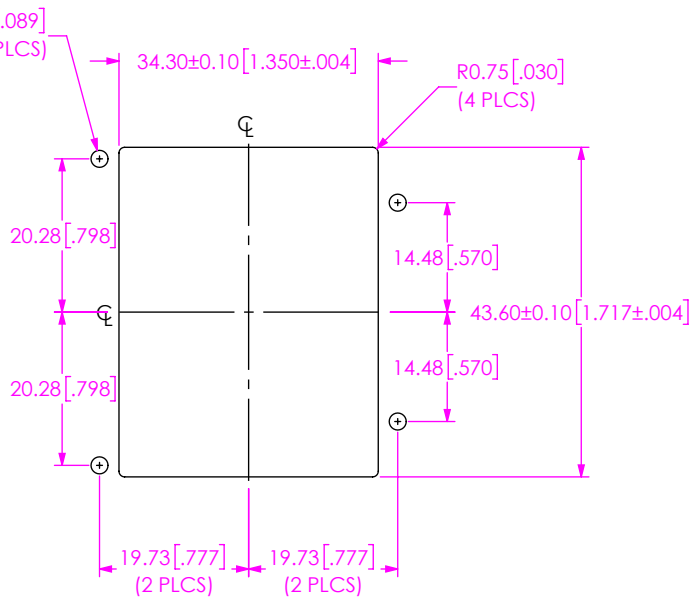 .089]
PLCS)
34.30±0.10[1.350±.004]
R0.75[.030]
(4 PLCS)
℄
20.28[.798]
14.48[.570]
℄
43.60±0.10[1.717±.004]
14.48[.570]
20.28[.798]
19.73[.777]
(2 PLCS)
19.73[.777]
(2 PLCS)